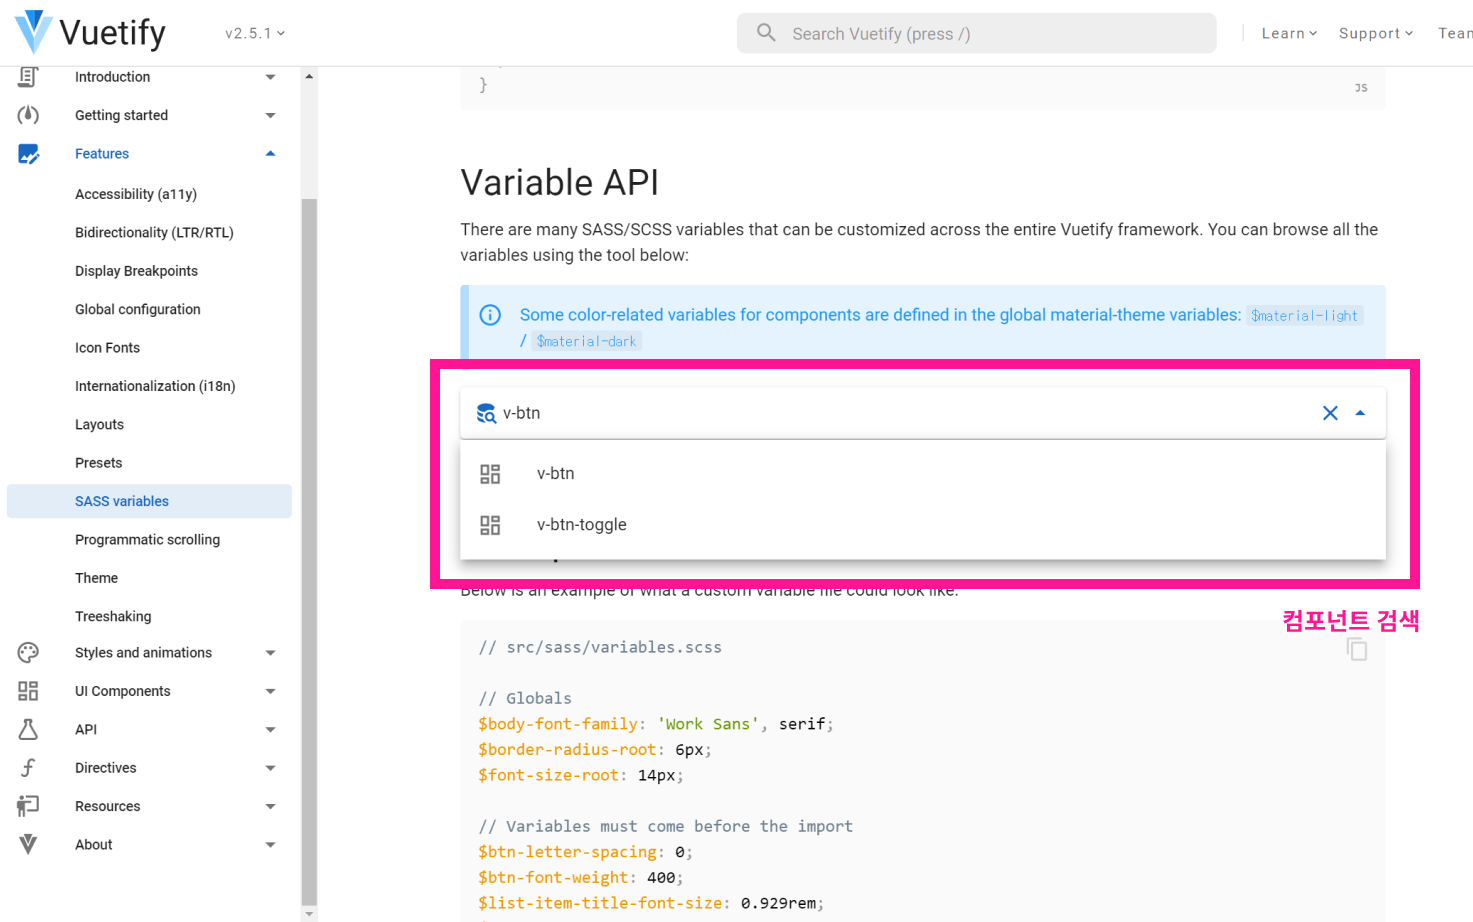 Vuetify
v2.5.1
Search Vuetify (press /)
Learn
Support
Introduction
Getting started
Features
Accessibility (a11y)
Bidirectionality (LTR/RTL)
Display Breakpoints
Global configuration
Icon Fonts
Internationalization (i18n)
Layouts
Presets
SASS variables
Programmatic scrolling
Theme
Treeshaking
Styles and animations
UI Components
API
Directives
Resources
About
}
JS
Variable API
There are many SASS/SCSS variables that can be customized across the entire Vuetify framework. You can browse all the
variables using the tool below:
Some color-related variables for components are defined in the global material-theme variables: $material-light
/ $material-dark
v-btn
v-btn
v-btn-toggle
Below is an example of what a custom variable file could look like:
컴포넌트 검색
// src/sass/variables.scss
// Globals
$body-font-family: 'Work Sans', serif;
$border-radius-root: 6px;
$font-size-root: 14px;
// Variables must come before the import
$btn-letter-spacing: 0;
$btn-font-weight: 400;
$list-item-title-font-size: 0.929rem;